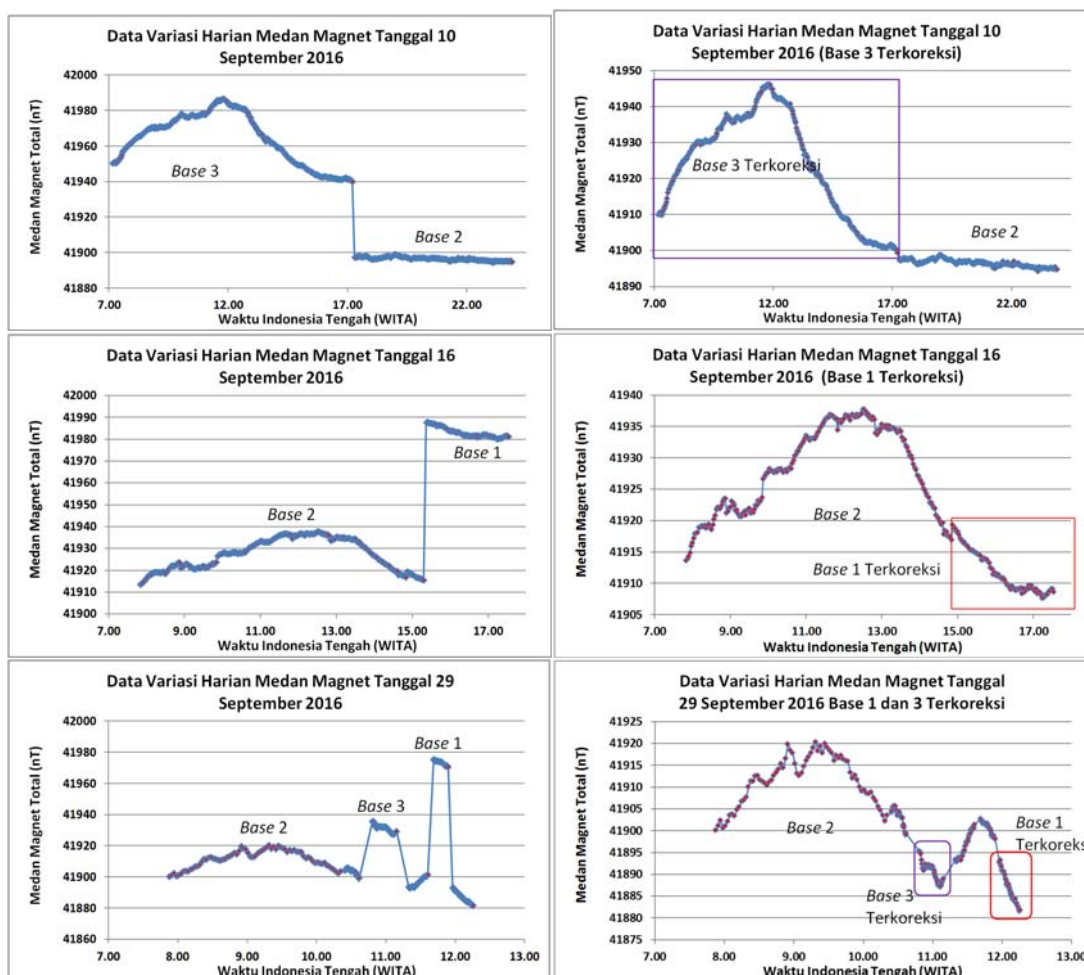 Data Variasi Harian Medan Magnet Tanggal 10
September 2016
Medan Magnet Total (nT)
42000
41980
41960
41940
41920
41900
41880
Base 3
Base 2
7.00 12.00 17.00 22.00
Waktu Indonesia Tengah (WITA)
Data Variasi Harian Medan Magnet Tanggal 10
September 2016 (Base 3 Terkoreksi)
Medan Magnet Total (nT)
41950
41940
41930
41920
41910
41900
41890
Base 3 Terkoreksi
Base 2
7.00 12.00 17.00 22.00
Waktu Indonesia Tengah (WITA)
Data Variasi Harian Medan Magnet Tanggal 16
September 2016
Medan Magnet Total (nT)
42000
41990
41980
41970
41960
41950
41940
41930
41920
41910
41900
Base 1
Base 2
7.00 9.00 11.00 13.00 15.00 17.00
Waktu Indonesia Tengah (WITA)
Data Variasi Harian Medan Magnet Tanggal 16
September 2016 (Base 1 Terkoreksi)
Medan Magnet Total (nT)
41940
41935
41930
41925
41920
41915
41910
41905
Base 2
Base 1 Terkoreksi
7.00 9.00 11.00 13.00 15.00 17.00
Waktu Indonesia Tengah (WITA)
Data Variasi Harian Medan Magnet Tanggal 29
September 2016
Medan Magnet Total (nT)
42000
41980
41960
41940
41920
41900
41860
Base 1
Base 3
Base 2
7.00 8.00 9.00 10.00 11.00 12.00 13.00
Waktu Indonesia Tengah (WITA)
Data Variasi Harian Medan Magnet Tanggal
29 September 2016 Base 1 dan 3 Terkoreksi
Medan Magnet Total (nT)
41925
41920
41915
41910
41905
41900
41895
41890
41885
41880
41875
Base 2
Base 1
Terkoreks
Base 3
Terkoreksi
7.00 8.00 9.00 10.00 11.00 12.00 13.00
Waktu Indonesia Tengah (WITA)